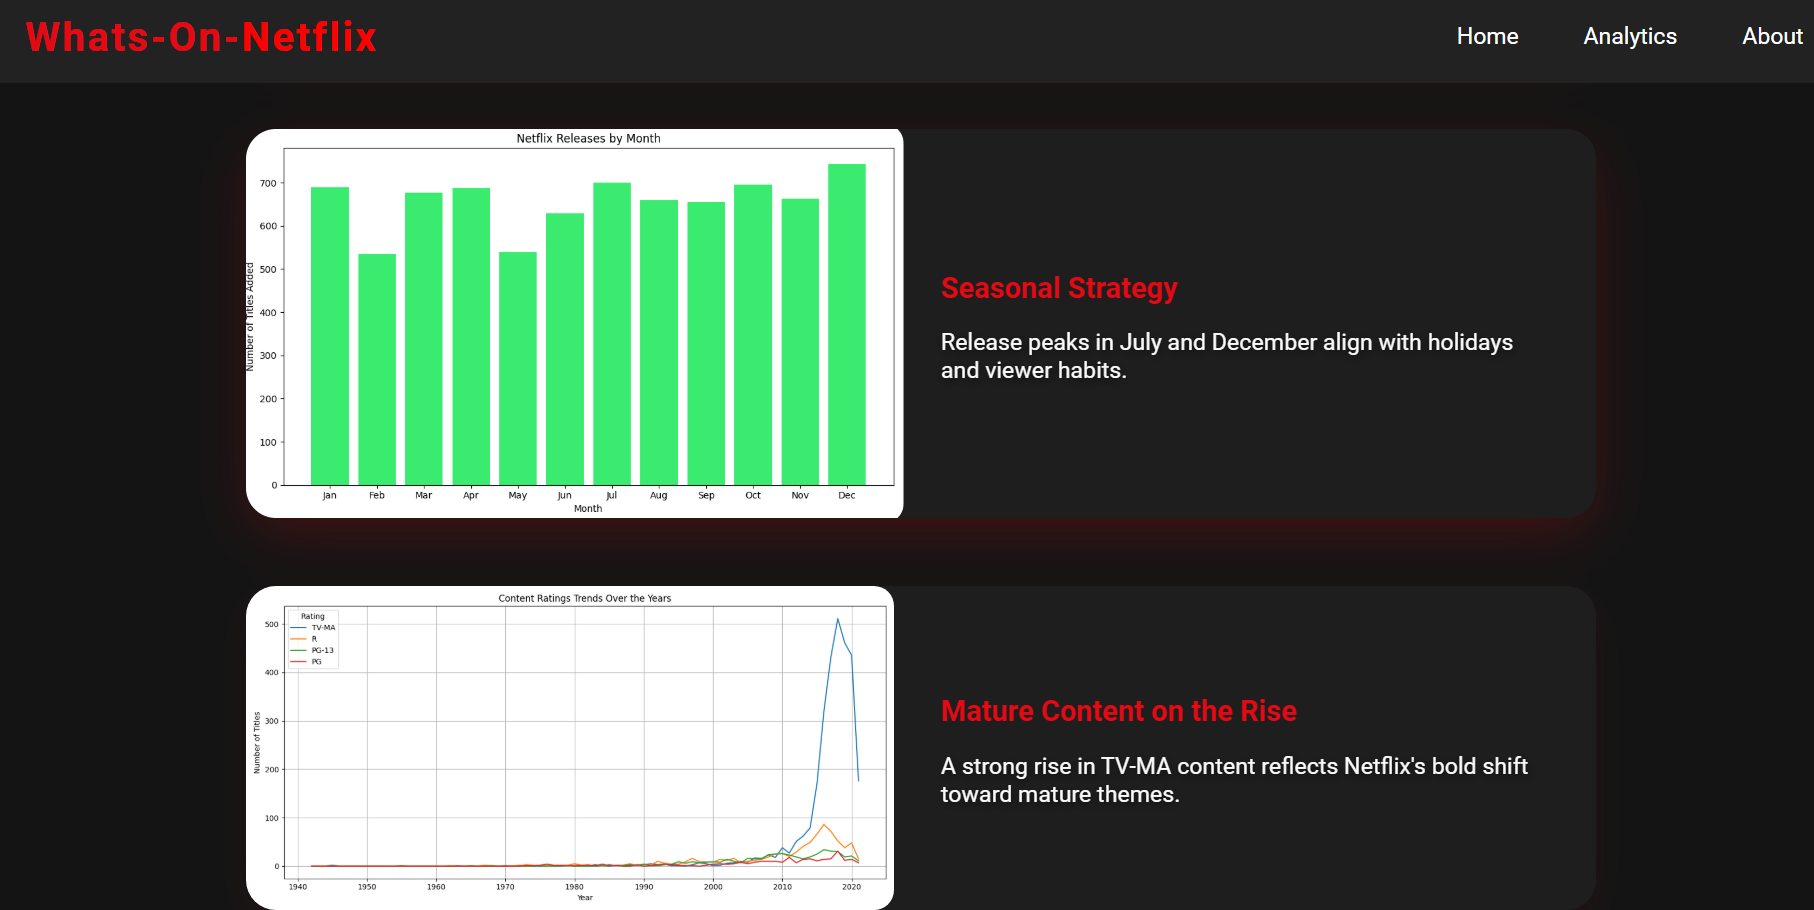 Whats-On-Netflix
Home
Analytics
About
Netflix Releases by Month
700
600
500
400
300
200
100
0
Number of Titles Added
Jan
Feb
Mar
Apr
May
Jun
Jul
Aug
Sep
Oct
Nov
Dec
Month
Seasonal Strategy
Release peaks in July and December align with holidays
and viewer habits.
Content Ratings Trends Over the Years
Rating
TV-MA
R
PG-13
PG
500
400
300
200
100
0
Number of Titles
1940
1950
1960
1970
1980
1990
2000
2010
2020
Year
Mature Content on the Rise
A strong rise in TV-MA content reflects Netflix's bold shift
toward mature themes.